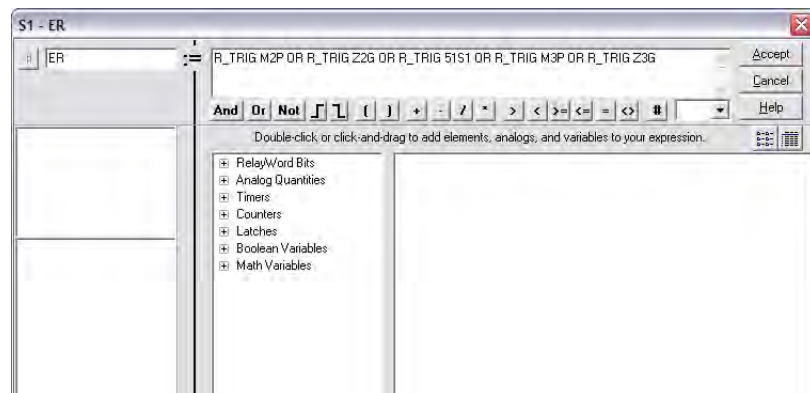 S1 - ER
ER
:=
R_TRIG M2P OR R_TRIG Z2G OR R_TRIG 51S1 OR R_TRIG M3P OR R_TRIG Z3G
Accept
Cancel
Help
And Or Not ( ) + - / * > < >= <= = <> #
Double-click or click-and-drag to add elements, analogs, and variables to your expression.
RelayWord Bits
Analog Quantities
Timers
Counters
Latches
Boolean Variables
Math Variables